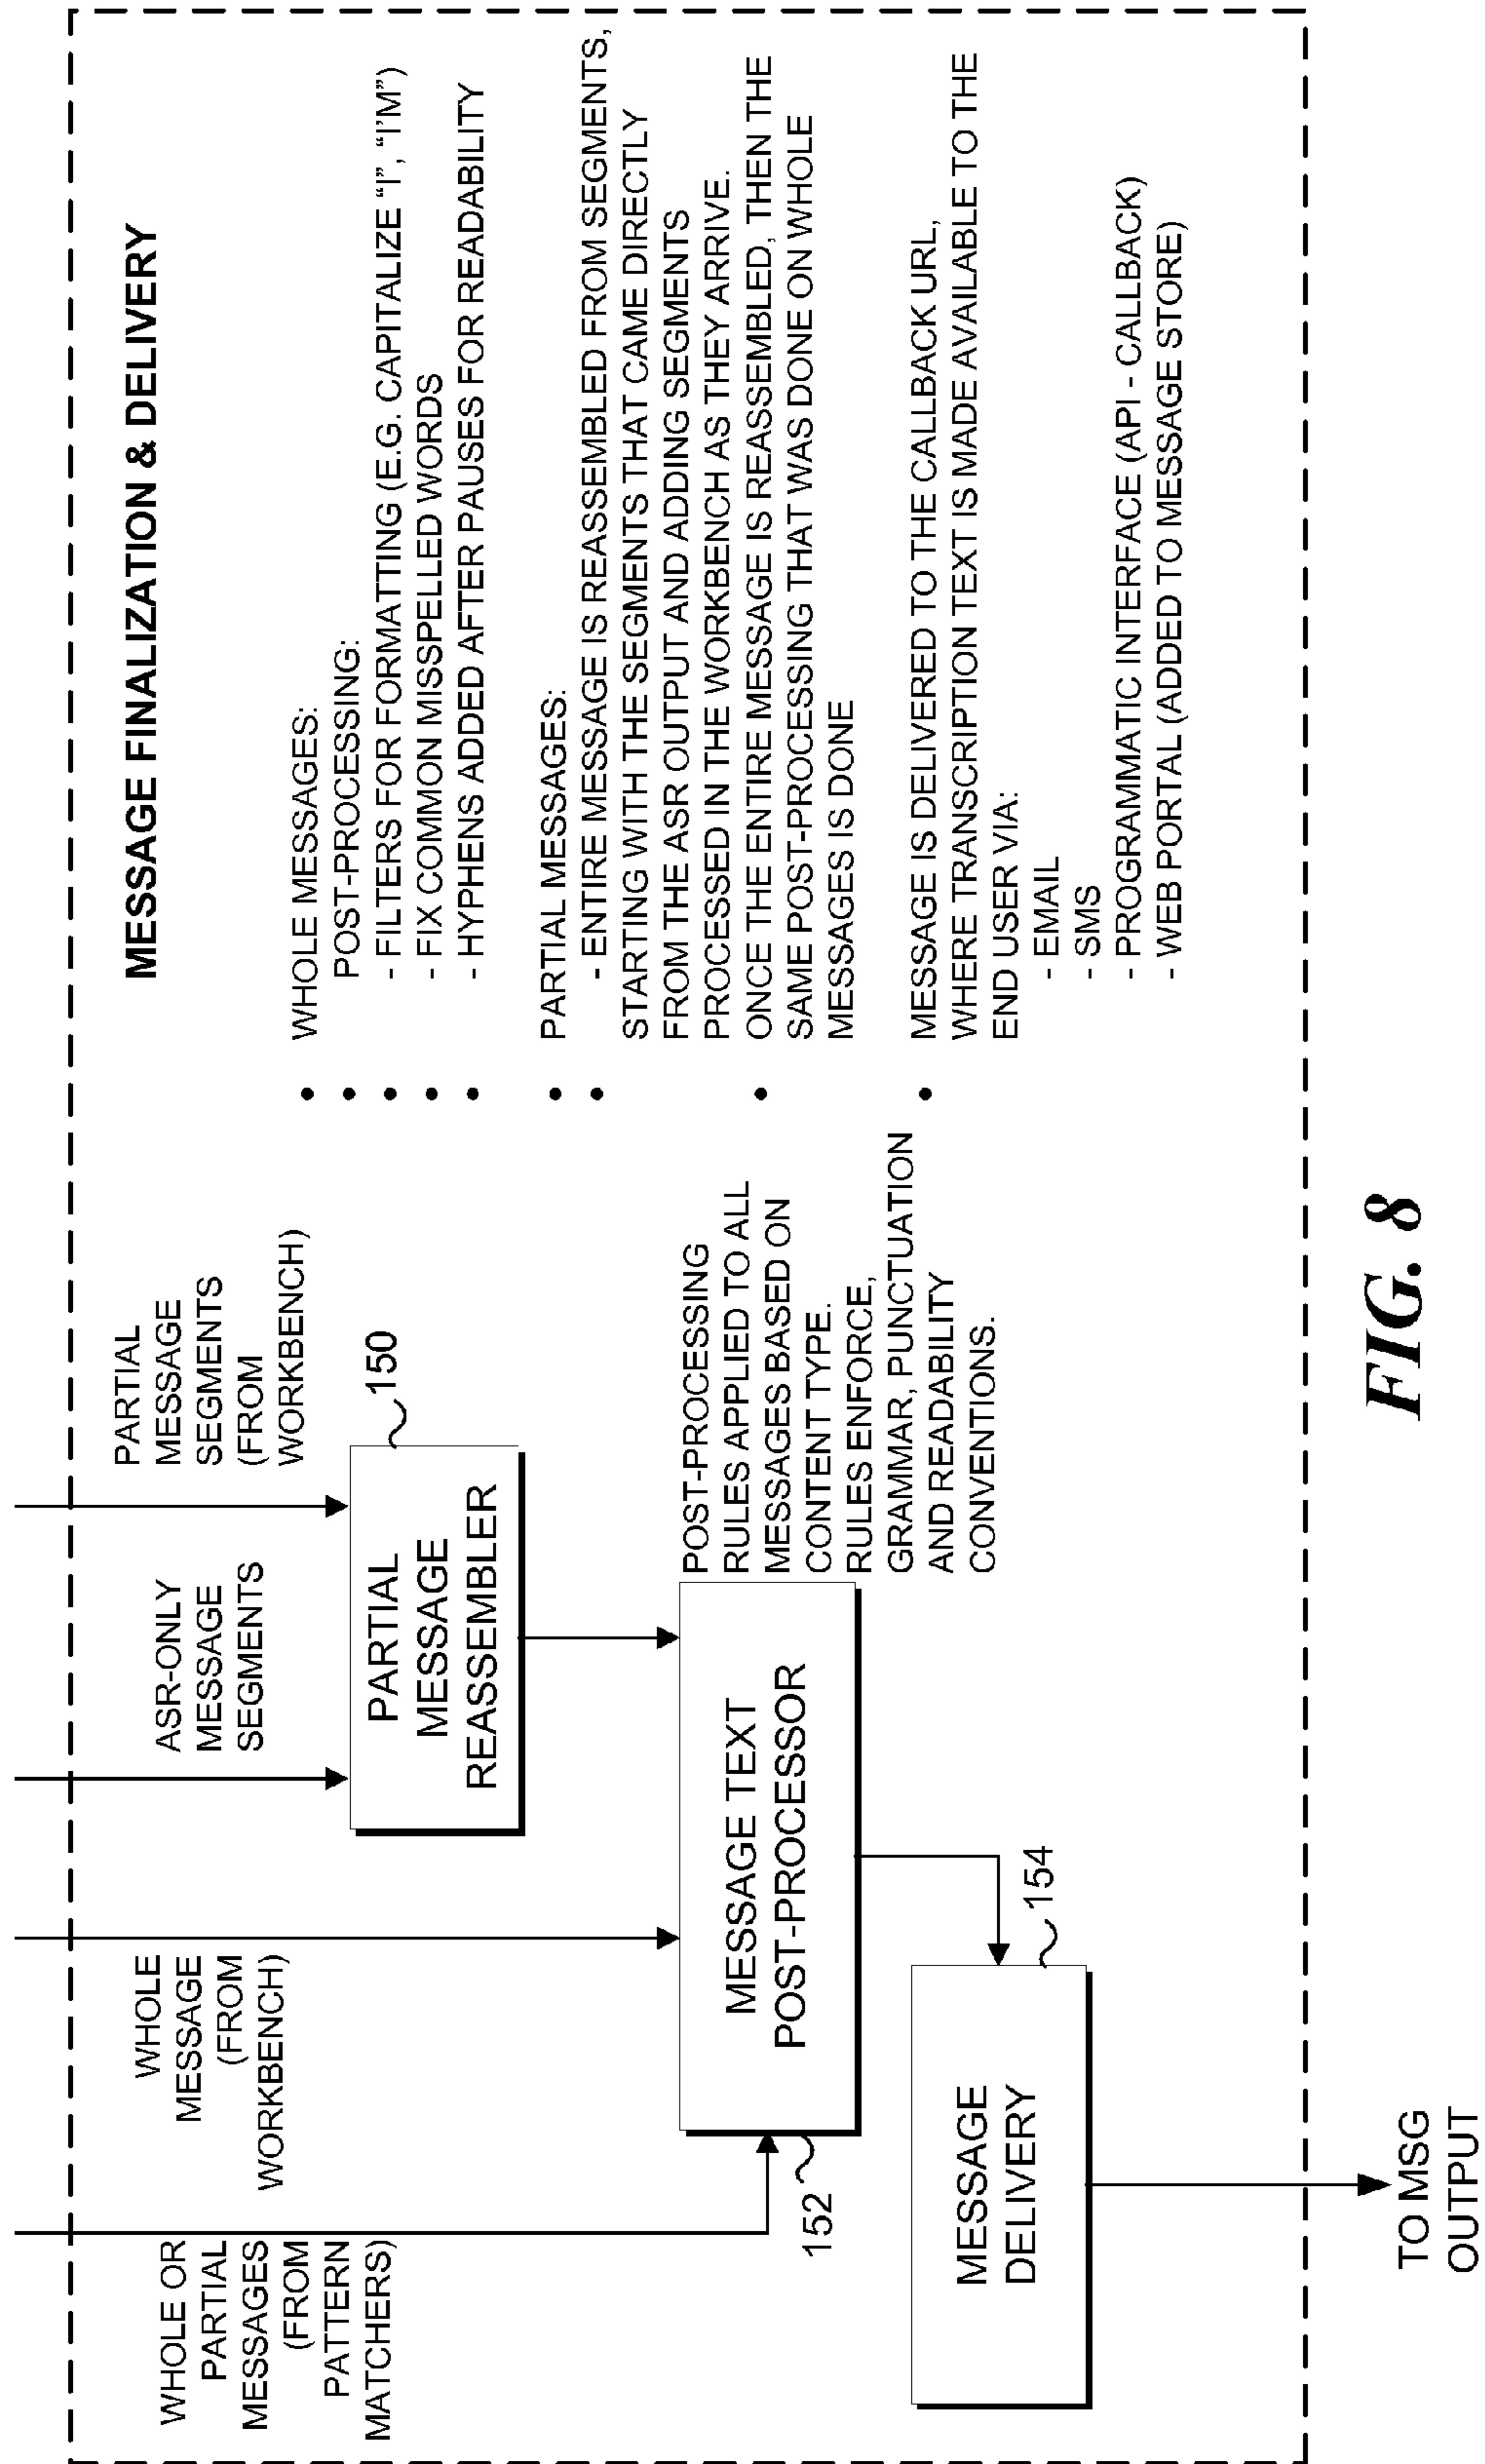 MESSAGE FINALIZATION & DELIVERY
WHOLE OR
PARTIAL
MESSAGES
(FROM
PATTERN
MATCHERS)
WHOLE
MESSAGE
(FROM
WORKBENCH)
ASR-ONLY
MESSAGE
SEGMENTS
PARTIAL
MESSAGE
SEGMENTS
(FROM
WORKBENCH)
PARTIAL
MESSAGE
REASSEMBLER
150
MESSAGE TEXT
POST-PROCESSOR
152
POST-PROCESSING
RULES APPLIED TO ALL
MESSAGES BASED ON
CONTENT TYPE.
RULES ENFORCE,
GRAMMAR, PUNCTUATION
AND READABILITY
CONVENTIONS.
MESSAGE
DELIVERY
154
TO MSG
OUTPUT
• WHOLE MESSAGES:
• POST-PROCESSING:
• - FILTERS FOR FORMATTING (E.G. CAPITALIZE “I”, “I’M”)
• - FIX COMMON MISSPELLED WORDS
• - HYPHENS ADDED AFTER PAUSES FOR READABILITY
• PARTIAL MESSAGES:
• - ENTIRE MESSAGE IS REASSEMBLED FROM SEGMENTS,
STARTING WITH THE SEGMENTS THAT CAME DIRECTLY
FROM THE ASR OUTPUT AND ADDING SEGMENTS
PROCESSED IN THE WORKBENCH AS THEY ARRIVE.
• ONCE THE ENTIRE MESSAGE IS REASSEMBLED, THEN THE
SAME POST-PROCESSING THAT WAS DONE ON WHOLE
MESSAGES IS DONE
• MESSAGE IS DELIVERED TO THE CALLBACK URL,
WHERE TRANSCRIPTION TEXT IS MADE AVAILABLE TO THE
END USER VIA:
- EMAIL
- SMS
- PROGRAMMATIC INTERFACE (API - CALLBACK)
- WEB PORTAL (ADDED TO MESSAGE STORE)
FIG. 8